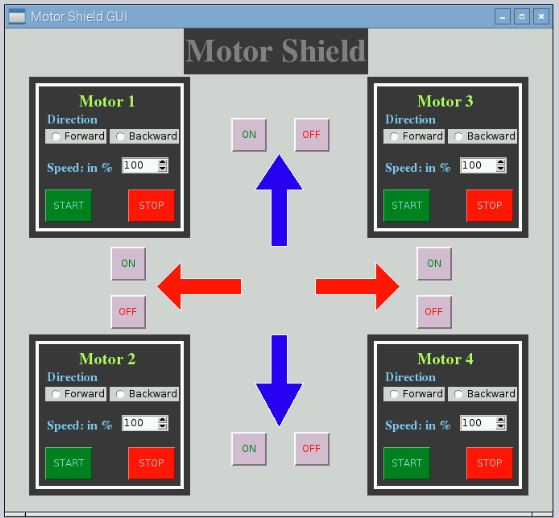 Motor Shield GUI
Motor Shield
Motor 1
Direction
Forward Backward
Speed: in % 100
START STOP
ON OFF
Motor 3
Direction
Forward Backward
Speed: in % 100
START STOP
ON
OFF
ON
OFF
Motor 2
Direction
Forward Backward
Speed: in % 100
START STOP
ON OFF
Motor 4
Direction
Forward Backward
Speed: in % 100
START STOP